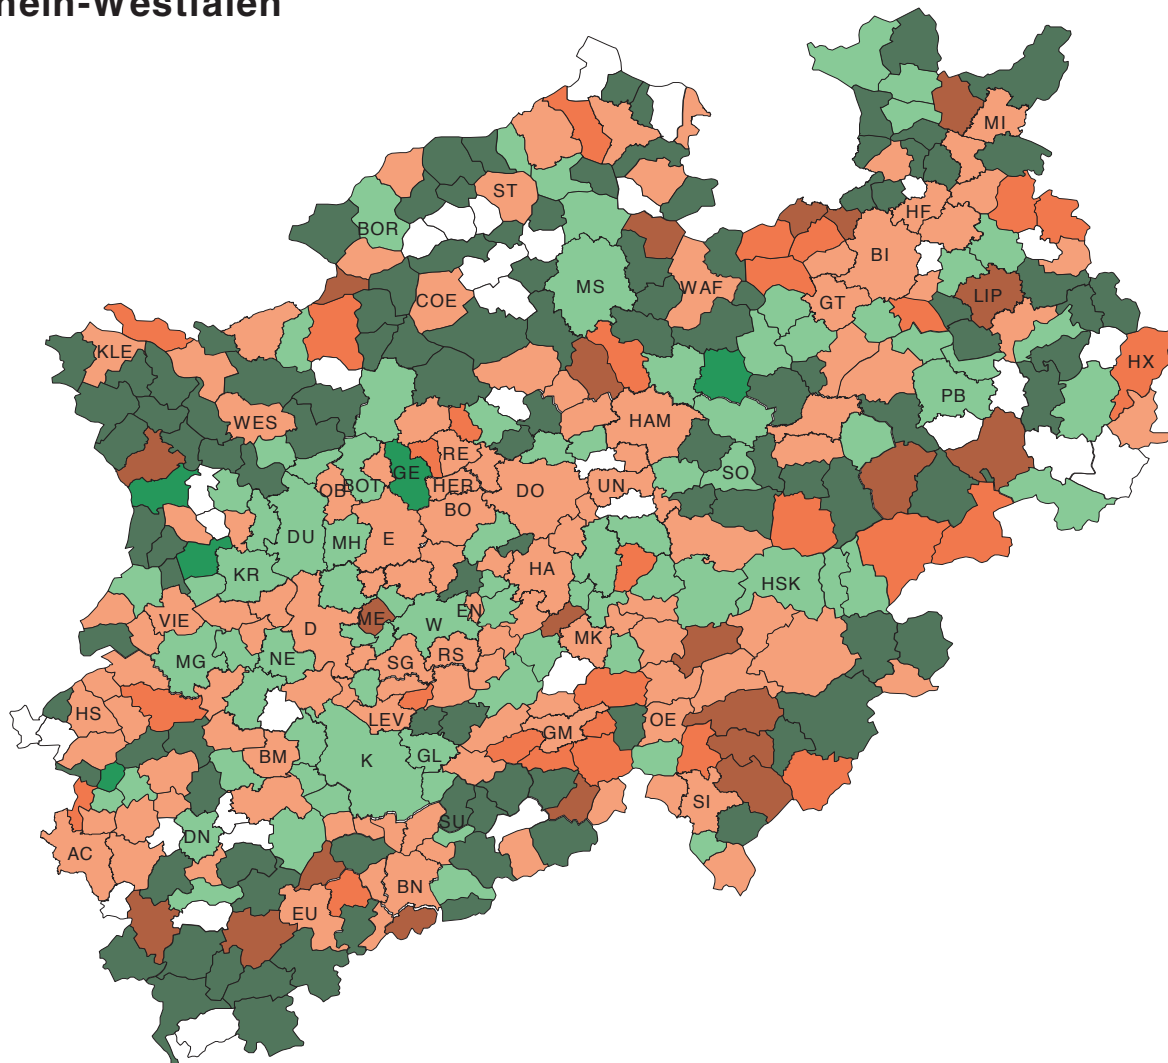 hein-Westfalen
MI
ST
HF
BOR
BI
MS
WAF
LIP
COE
GT
KLE
HX
PB
WES
HAM
RE
GE
SO
OB
BOT
HER
DO
UN
BO
DU
MH
E
HA
KR
HSK
EN
VIE
ME
W
D
MK
MG
NE
SG
RS
HS
LEV
OE
GM
BM
K
GL
SI
SU
DN
AC
BN
EU